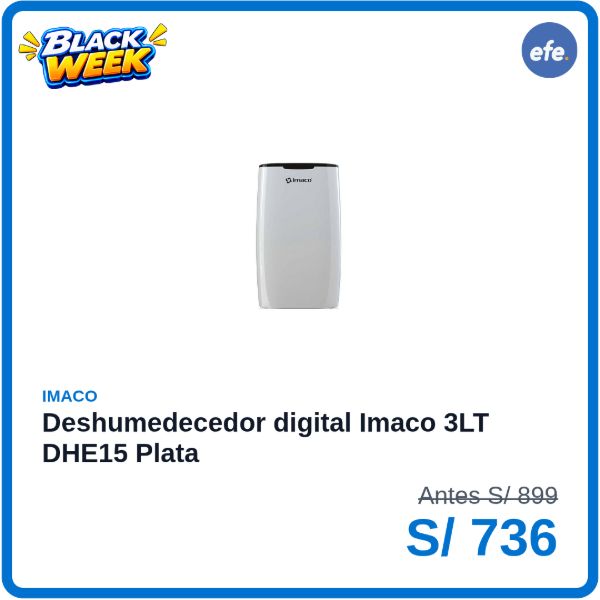 BLACK
WEEK
efe.
imaco
IMACO
Deshumedecedor digital Imaco 3LT
DHE15 Plata
Antes S/ 899
S/ 736